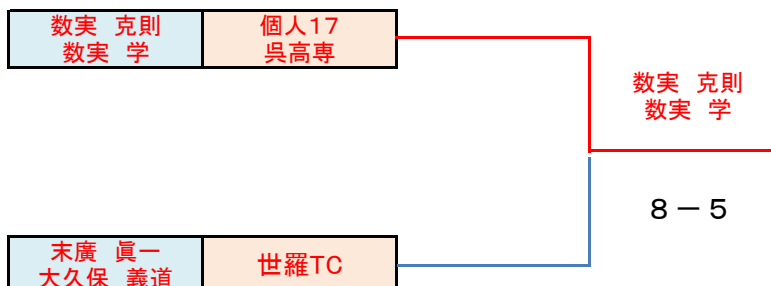 数実　克則
数実　学
個人17
呉高専
数実　克則
数実　学
８－５
末廣　眞一
大久保　義道
世羅TC